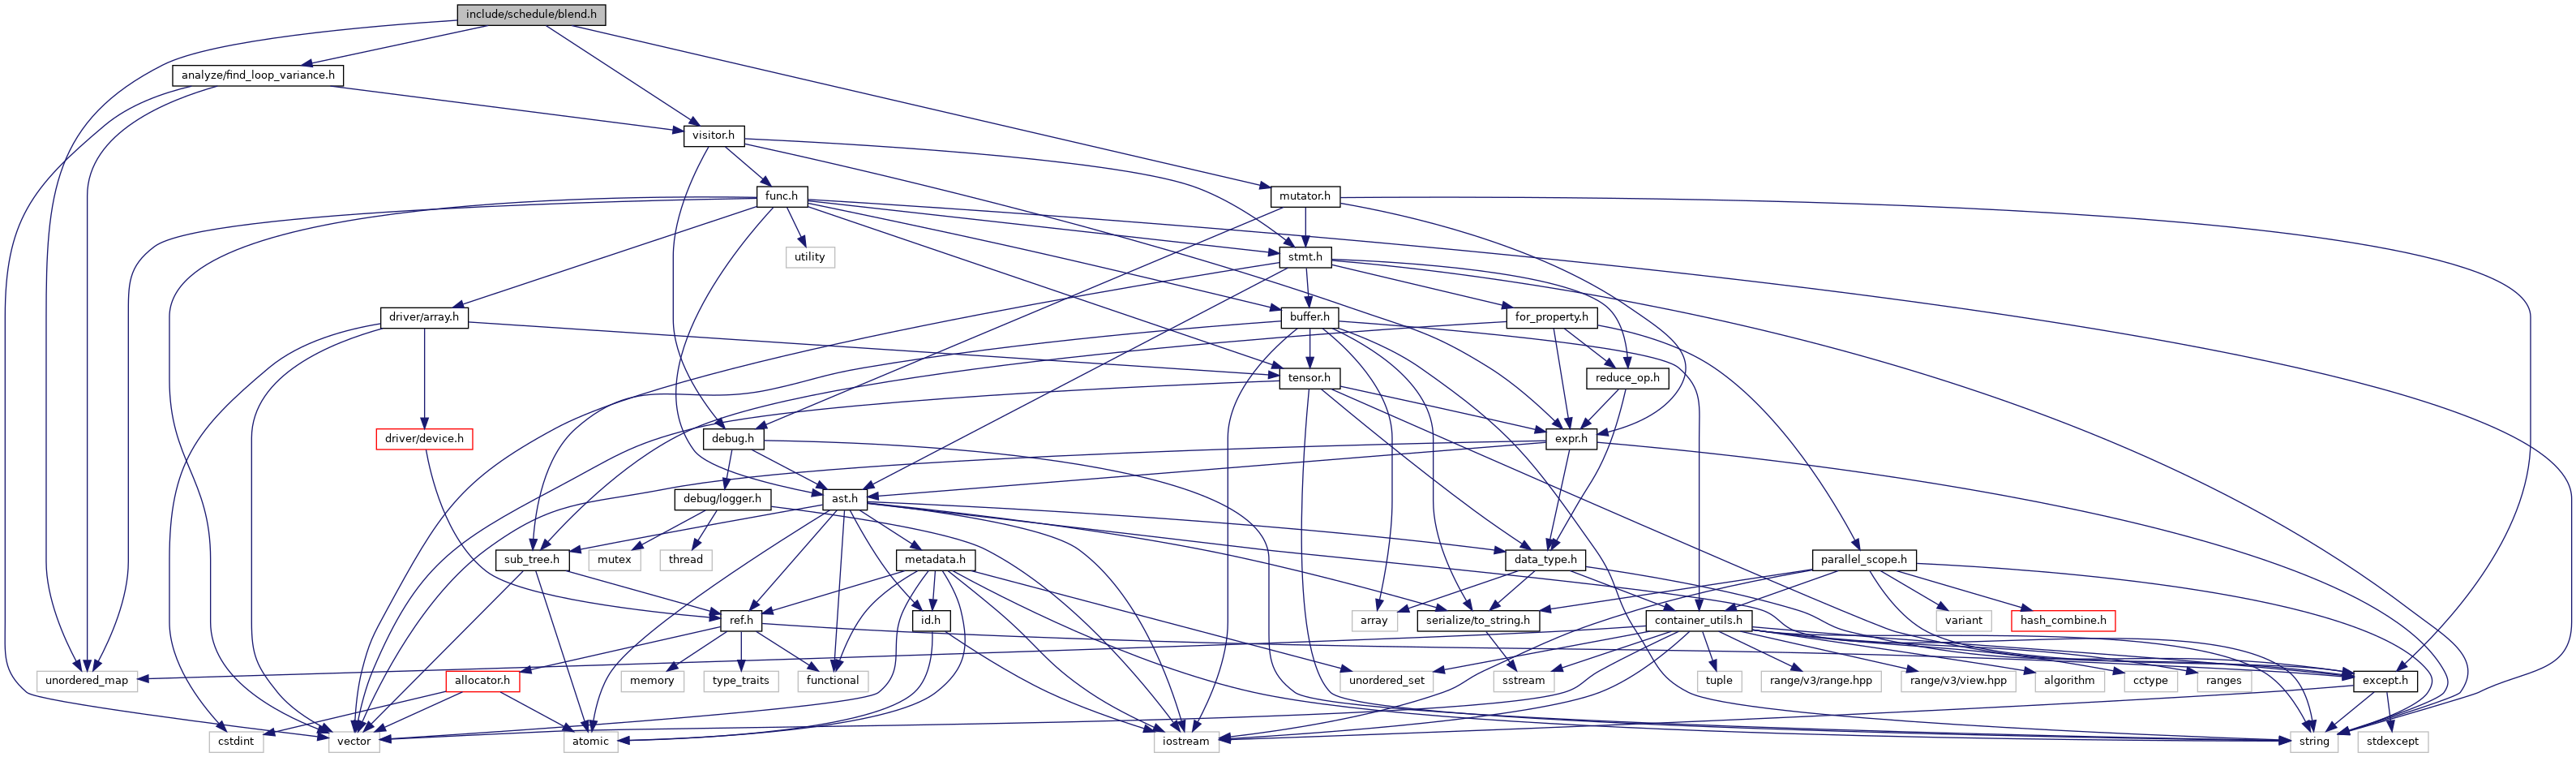 include/schedule/blend.h
analyze/find_loop_variance.h
visitor.h
func.h
mutator.h
utility
stmt.h
driver/array.h
buffer.h
for_property.h
tensor.h
reduce_op.h
driver/device.h
debug.h
expr.h
debug/logger.h
ast.h
sub_tree.h
mutex
thread
metadata.h
data_type.h
parallel_scope.h
ref.h
id.h
array
serialize/to_string.h
container_utils.h
variant
hash_combine.h
unordered_map
allocator.h
memory
type_traits
functional
unordered_set
sstream
tuple
range/v3/range.hpp
range/v3/view.hpp
algorithm
cctype
ranges
except.h
cstdint
vector
atomic
iostream
string
stdexcept